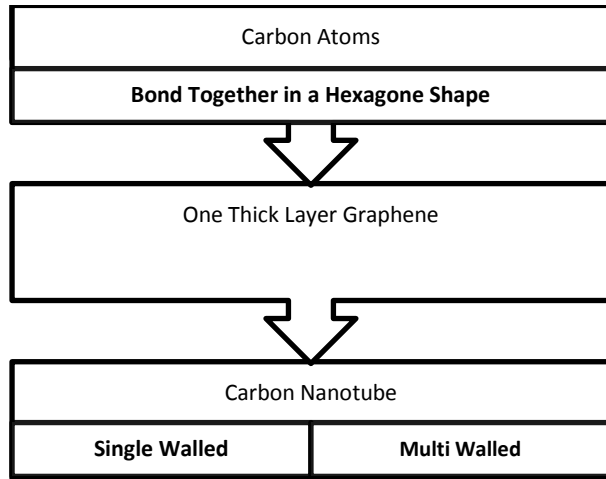 Carbon Atoms
Bond Together in a Hexagone Shape
One Thick Layer Graphene
Carbon Nanotube
Single Walled
Multi Walled